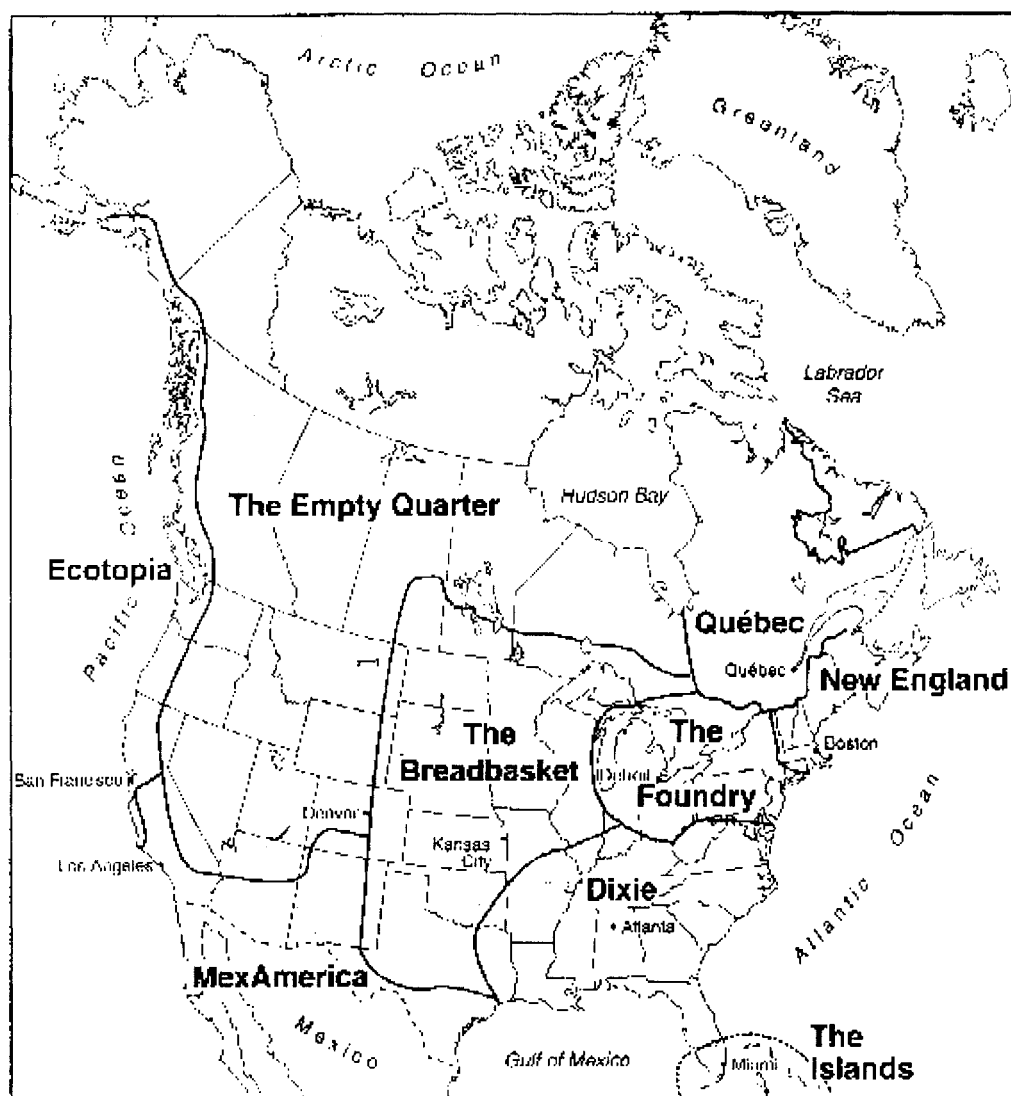 Arctic Ocean
Greenland
Labrador
Sea
Hudson Bay
The Empty Quarter
Pacific Ocean
Ecotopia
Québec
Québec
New England
Boston
The
Breadbasket
The
Foundry
Detroit
San Francisco
Denver
Kansas
City
Los Angeles
Dixie
Atlanta
Atlantic Ocean
MexAmerica
Mexico
Gulf of Mexico
The
Islands
Miami